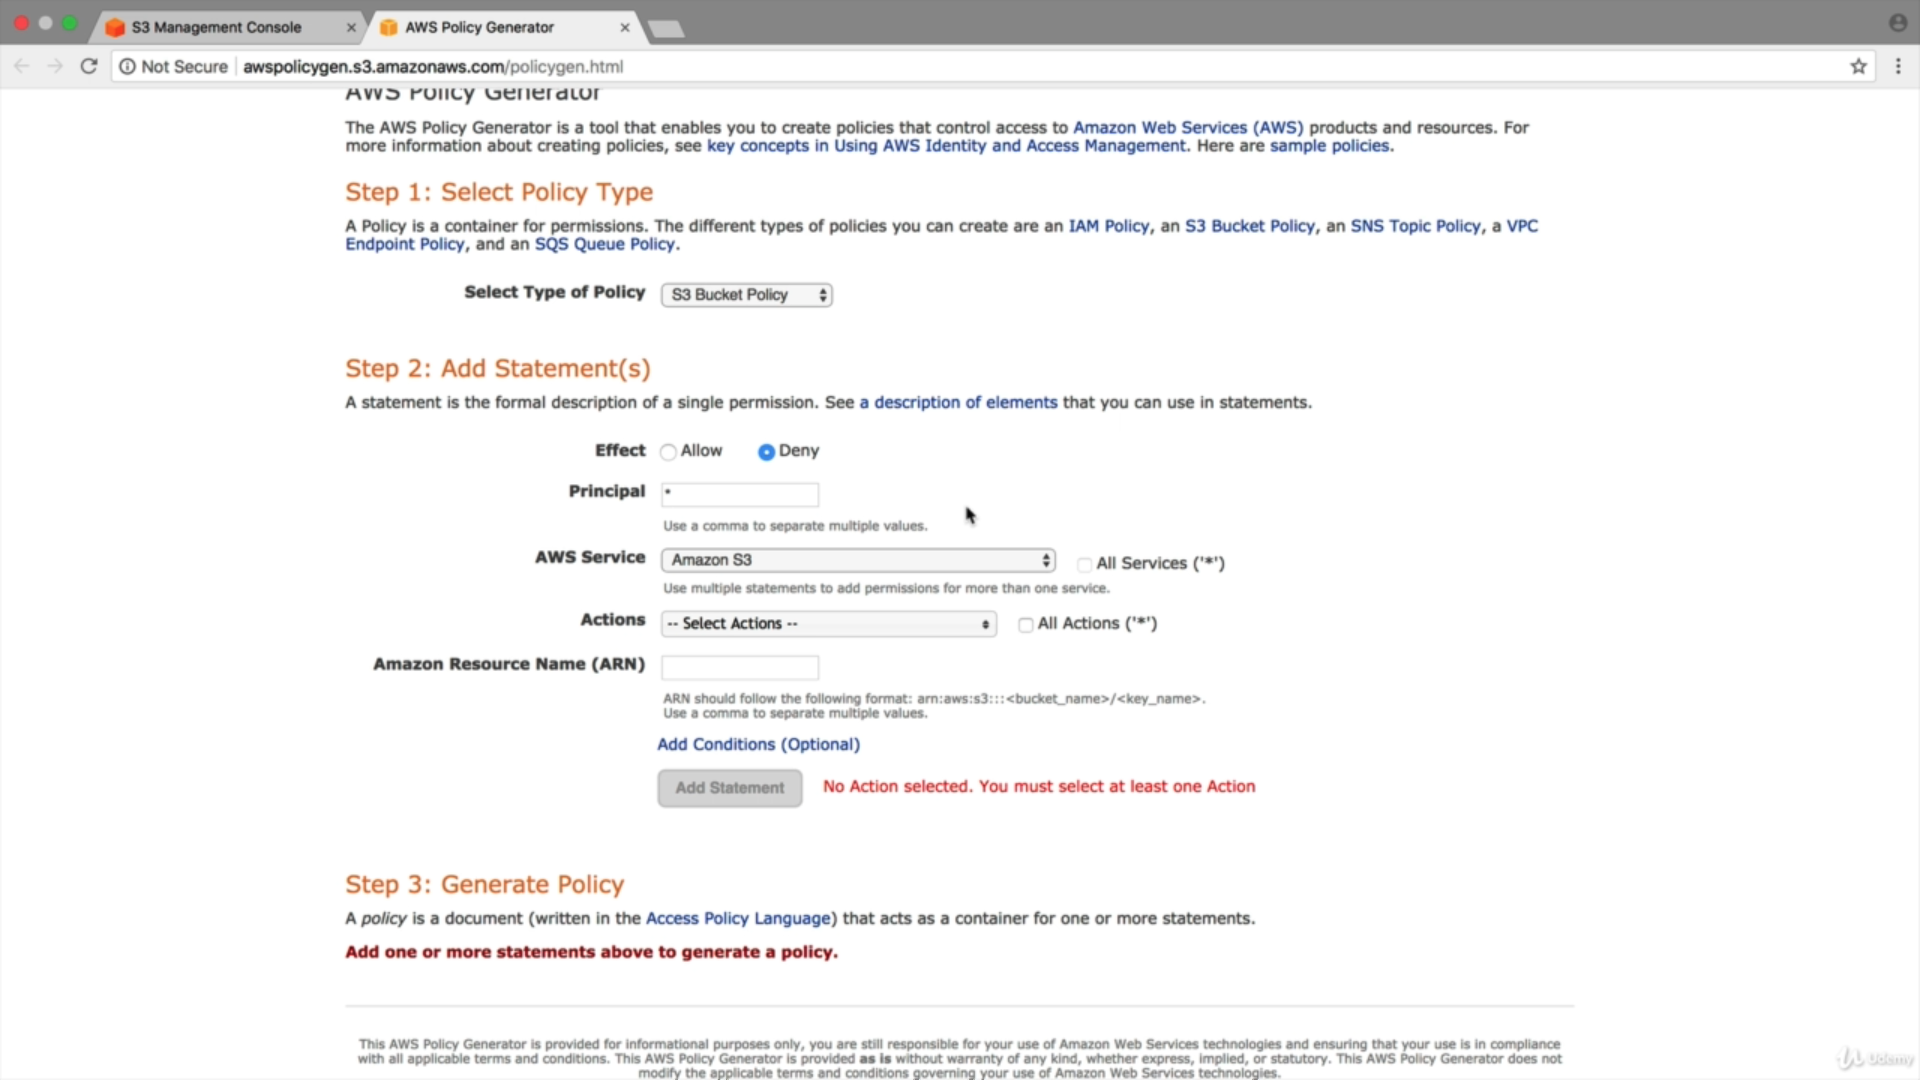 S3 Management Console
AWS Policy Generator
Not Secure
awspolicygen.s3.amazonaws.com/policygen.html
AWS Policy Generator
The AWS Policy Generator is a tool that enables you to create policies that control access to Amazon Web Services (AWS) products and resources. For
more information about creating policies, see key concepts in Using AWS Identity and Access Management. Here are sample policies.
Step 1: Select Policy Type
A Policy is a container for permissions. The different types of policies you can create are an IAM Policy, an S3 Bucket Policy, an SNS Topic Policy, a VPC
Endpoint Policy, and an SQS Queue Policy.
Select Type of Policy S3 Bucket Policy
Step 2: Add Statement(s)
A statement is the formal description of a single permission. See a description of elements that you can use in statements.
Effect Allow Deny
Principal *
Use a comma to separate multiple values.
AWS Service Amazon S3 All Services ('*')
Use multiple statements to add permissions for more than one service.
Actions -- Select Actions -- All Actions ('*')
Amazon Resource Name (ARN)
ARN should follow the following format: arn:aws:s3:::<bucket_name>/<key_name>.
Use a comma to separate multiple values.
Add Conditions (Optional)
Add Statement No Action selected. You must select at least one Action
Step 3: Generate Policy
A policy is a document (written in the Access Policy Language) that acts as a container for one or more statements.
Add one or more statements above to generate a policy.
This AWS Policy Generator is provided for informational purposes only, you are still responsible for your use of Amazon Web Services technologies and ensuring that your use is in compliance
with all applicable terms and conditions. This AWS Policy Generator is provided as is without warranty of any kind, whether express, implied, or statutory. This AWS Policy Generator does not
modify the applicable terms and conditions governing your use of Amazon Web Services technologies.
Udemy